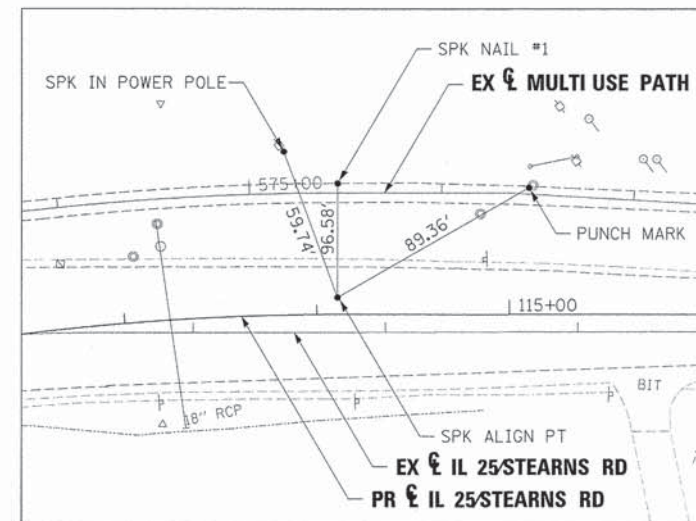 SPK NAIL #1
SPK IN POWER POLE
EX ℄ MULTI USE PATH
575+00
59.74'
96.58'
89.36'
PUNCH MARK
115+00
BIT
18" RCP
SPK ALIGN PT
EX ℄ IL 25/STEARNS RD
PR ℄ IL 25/STEARNS RD